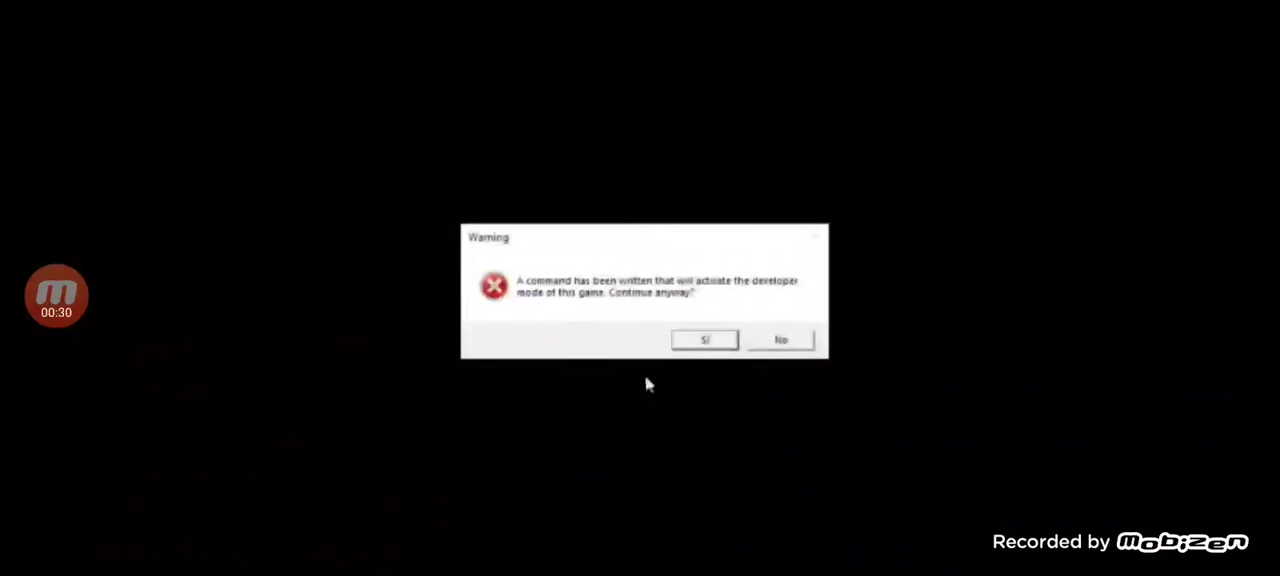 Warning
A command has been written that will activate the developer
mode of this game. Continue anyway?
Sí
No
00:30
Recorded by Mobizen